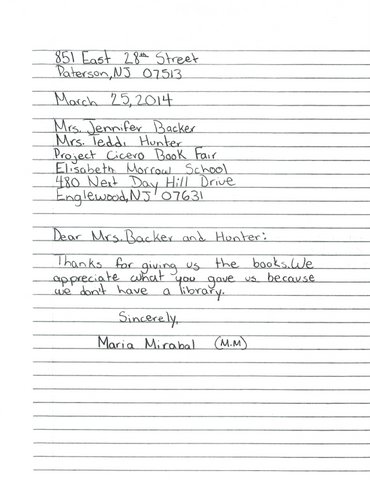 851 East 28th Street
Paterson, NJ 07513
March 25, 2014
Mrs. Jennifer Backer
Mrs. Teddi Hunter
Project Cicero Book Fair
Elisabeth Morrow School
480 Next Day Hill Drive
Englewood, NJ 07631
Dear Mrs. Backer and Hunter:
Thanks for giving us the books. We
appreciate what you gave us because
we don't have a library.
Sincerely,
Maria Mirabal (M.M)